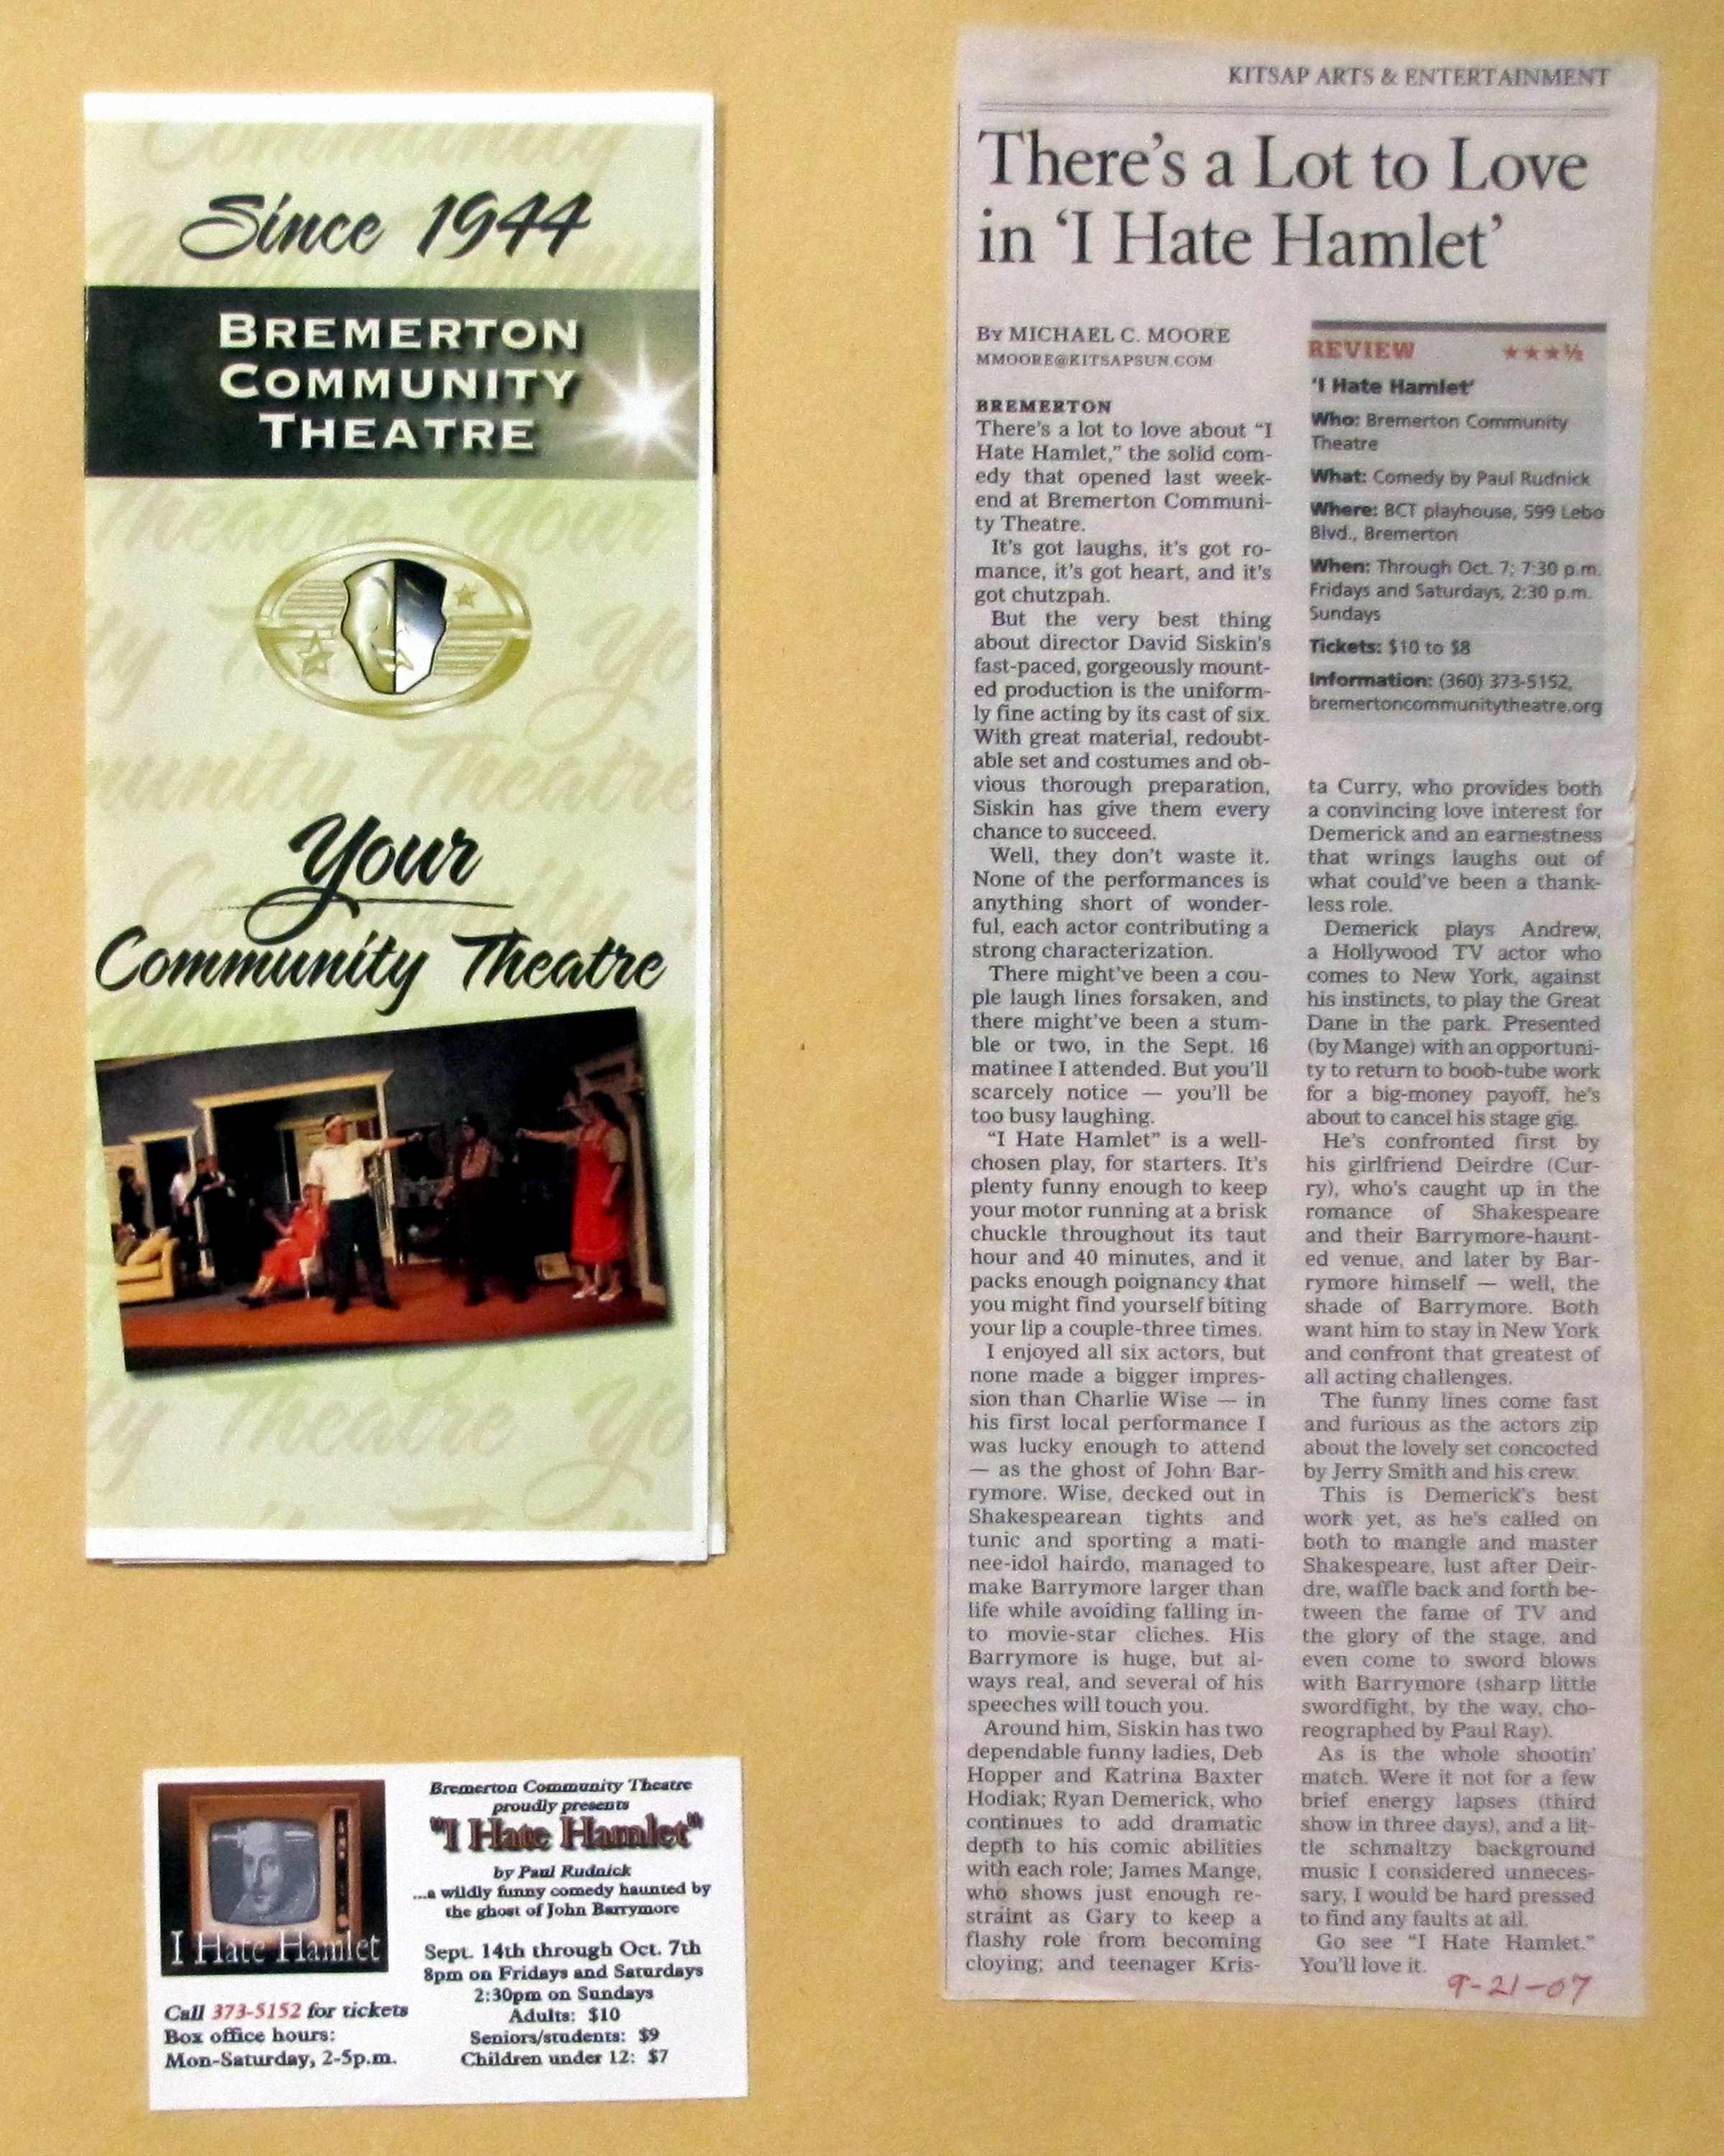 Since 1944
BREMERTON
COMMUNITY
THEATRE
Your
Community Theatre
I Hate Hamlet
Call 373-5152 for tickets
Box office hours:
Mon-Saturday, 2-5p.m.
Bremerton Community Theatre
proudly presents
"I Hate Hamlet"
by Paul Rudnick
...a wildly funny comedy haunted by
the ghost of John Barrymore
Sept. 14th through Oct. 7th
8pm on Fridays and Saturdays
2:30pm on Sundays
Adults: $10
Seniors/students: $9
Children under 12: $7
KITSAP ARTS & ENTERTAINMENT
There's a Lot to Love
in 'I Hate Hamlet'
By MICHAEL C. MOORE
MMOORE@KITSAPSUN.COM
BREMERTON
There's a lot to love about "I
Hate Hamlet," the solid com-
edy that opened last week-
end at Bremerton Communi-
ty Theatre.
It's got laughs, it's got ro-
mance, it's got heart, and it's
got chutzpah.
But the very best thing
about director David Siskin's
fast-paced, gorgeously mount-
ed production is the uniform-
ly fine acting by its cast of six.
With great material, redoubt-
able set and costumes and ob-
vious thorough preparation,
Siskin has give them every
chance to succeed.
Well, they don't waste it.
None of the performances is
anything short of wonder-
ful, each actor contributing a
strong characterization.
There might've been a cou-
ple laugh lines forsaken, and
there might've been a stum-
ble or two, in the Sept. 16
matinee I attended. But you'll
scarcely notice — you'll be
too busy laughing.
"I Hate Hamlet" is a well-
chosen play, for starters. It's
plenty funny enough to keep
your motor running at a brisk
chuckle throughout its taut
hour and 40 minutes, and it
packs enough poignancy that
you might find yourself biting
your lip a couple-three times.
I enjoyed all six actors, but
none made a bigger impres-
sion than Charlie Wise — in
his first local performance I
was lucky enough to attend
— as the ghost of John Bar-
rymore. Wise, decked out in
Shakespearean tights and
tunic and sporting a mati-
nee-idol hairdo, managed to
make Barrymore larger than
life while avoiding falling in-
to movie-star cliches. His
Barrymore is huge, but al-
ways real, and several of his
speeches will touch you.
Around him, Siskin has two
dependable funny ladies, Deb
Hopper and Katrina Baxter
Hodiak; Ryan Demerick, who
continues to add dramatic
depth to his comic abilities
with each role; James Mange,
who shows just enough re-
straint as Gary to keep a
flashy role from becoming
cloying; and teenager Kris-
REVIEW ★★★½
'I Hate Hamlet'
Who: Bremerton Community
Theatre
What: Comedy by Paul Rudnick
Where: BCT playhouse, 599 Lebo
Blvd., Bremerton
When: Through Oct. 7; 7:30 p.m.
Fridays and Saturdays, 2:30 p.m.
Sundays
Tickets: $10 to $8
Information: (360) 373-5152,
bremertoncommunitytheatre.org
ta Curry, who provides both
a convincing love interest for
Demerick and an earnestness
that wrings laughs out of
what could've been a thank-
less role.
Demerick plays Andrew,
a Hollywood TV actor who
comes to New York, against
his instincts, to play the Great
Dane in the park. Presented
(by Mange) with an opportuni-
ty to return to boob-tube work
for a big-money payoff, he's
about to cancel his stage gig.
He's confronted first by
his girlfriend Deirdre (Cur-
ry), who's caught up in the
romance of Shakespeare
and their Barrymore-haunt-
ed venue, and later by Bar-
rymore himself — well, the
shade of Barrymore. Both
want him to stay in New York
and confront that greatest of
all acting challenges.
The funny lines come fast
and furious as the actors zip
about the lovely set concocted
by Jerry Smith and his crew.
This is Demerick's best
work yet, as he's called on
both to mangle and master
Shakespeare, lust after Deir-
dre, waffle back and forth be-
tween the fame of TV and
the glory of the stage, and
even come to sword blows
with Barrymore (sharp little
swordfight, by the way, cho-
reographed by Paul Ray).
As is the whole shootin'
match. Were it not for a few
brief energy lapses (third
show in three days), and a lit-
tle schmaltzy background
music I considered unneces-
sary, I would be hard pressed
to find any faults at all.
Go see "I Hate Hamlet."
You'll love it.
9-21-07